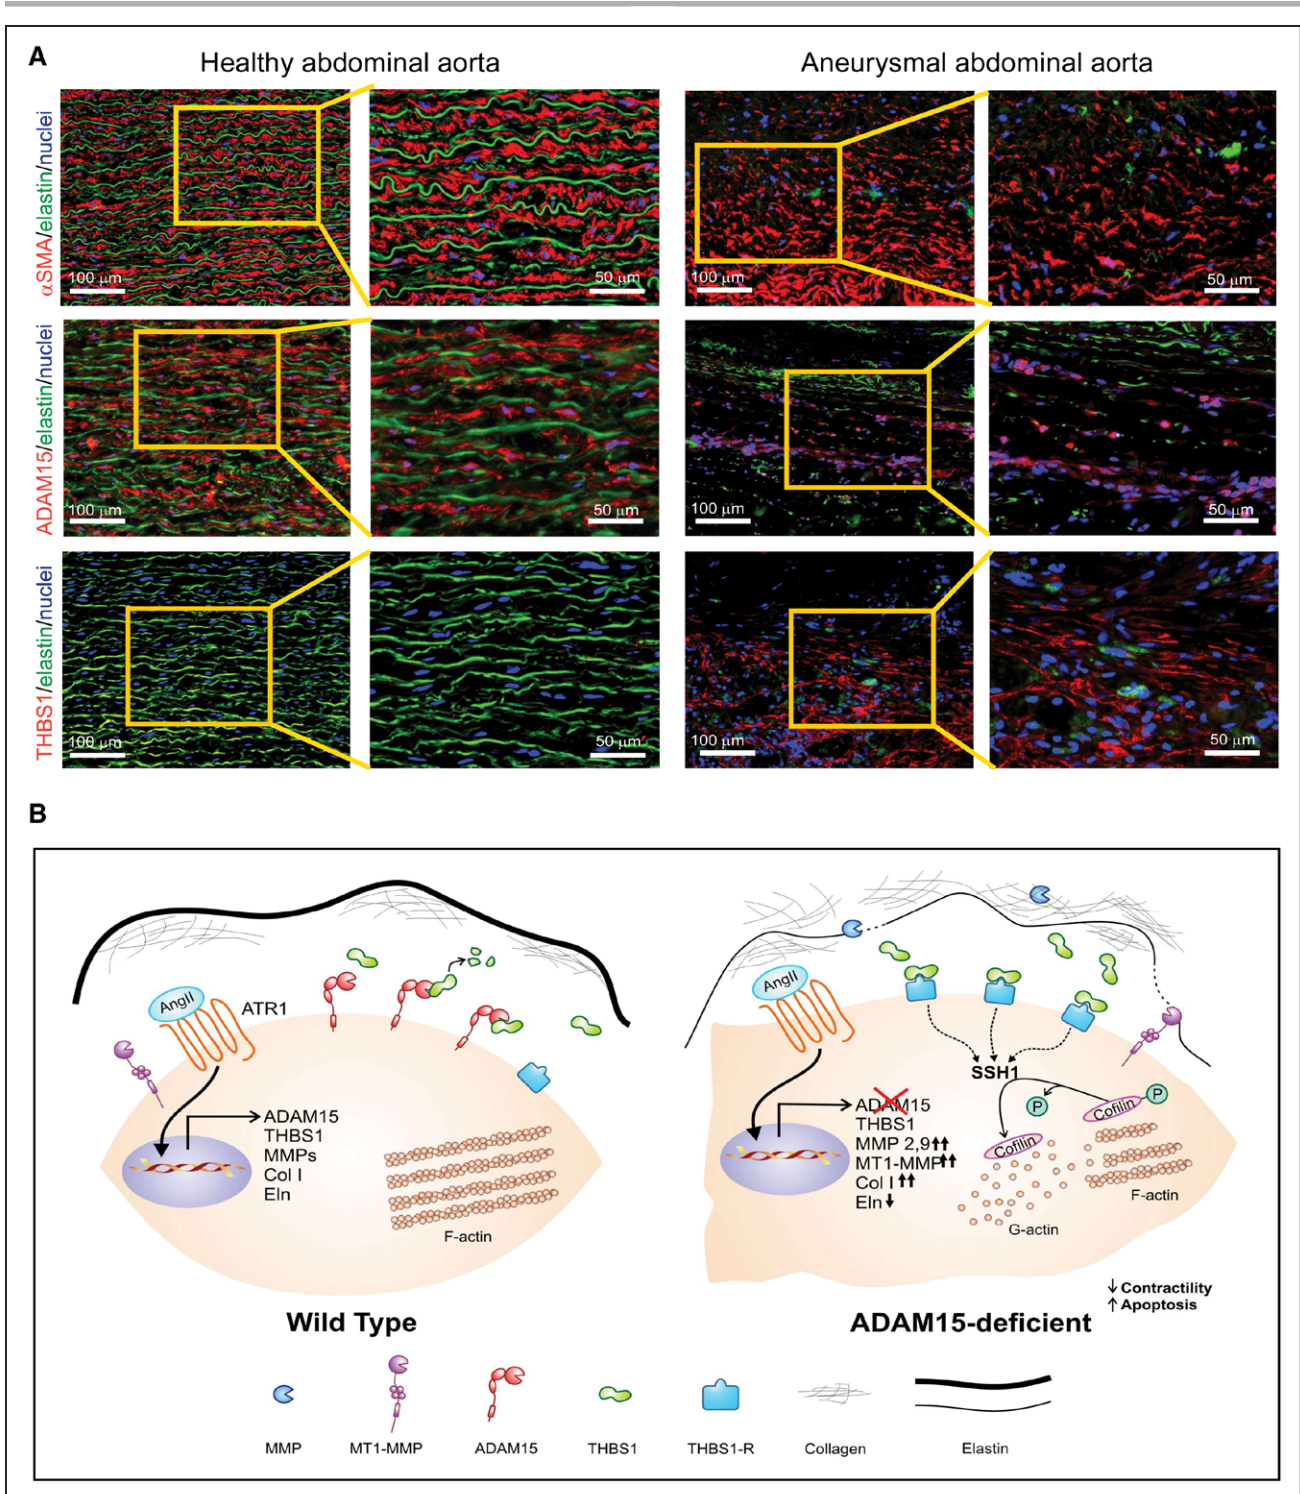 A
Healthy abdominal aorta
Aneurysmal abdominal aorta
αSMA/elastin/nuclei
100 μm
50 μm
100 μm
50 μm
ADAM15/elastin/nuclei
100 μm
50 μm
100 μm
50 μm
THBS1/elastin/nuclei
100 μm
50 μm
100 μm
50 μm
B
AngII
ATR1
ADAM15
THBS1
MMPs
Col I
Eln
F-actin
Wild Type
AngII
SSH1
ADAM15
THBS1
MMP 2,9
MT1-MMP
Col I
Eln
P
Cofilin
P
Cofilin
G-actin
F-actin
↓ Contractility
↑ Apoptosis
ADAM15-deficient
MMP
MT1-MMP
ADAM15
THBS1
THBS1-R
Collagen
Elastin